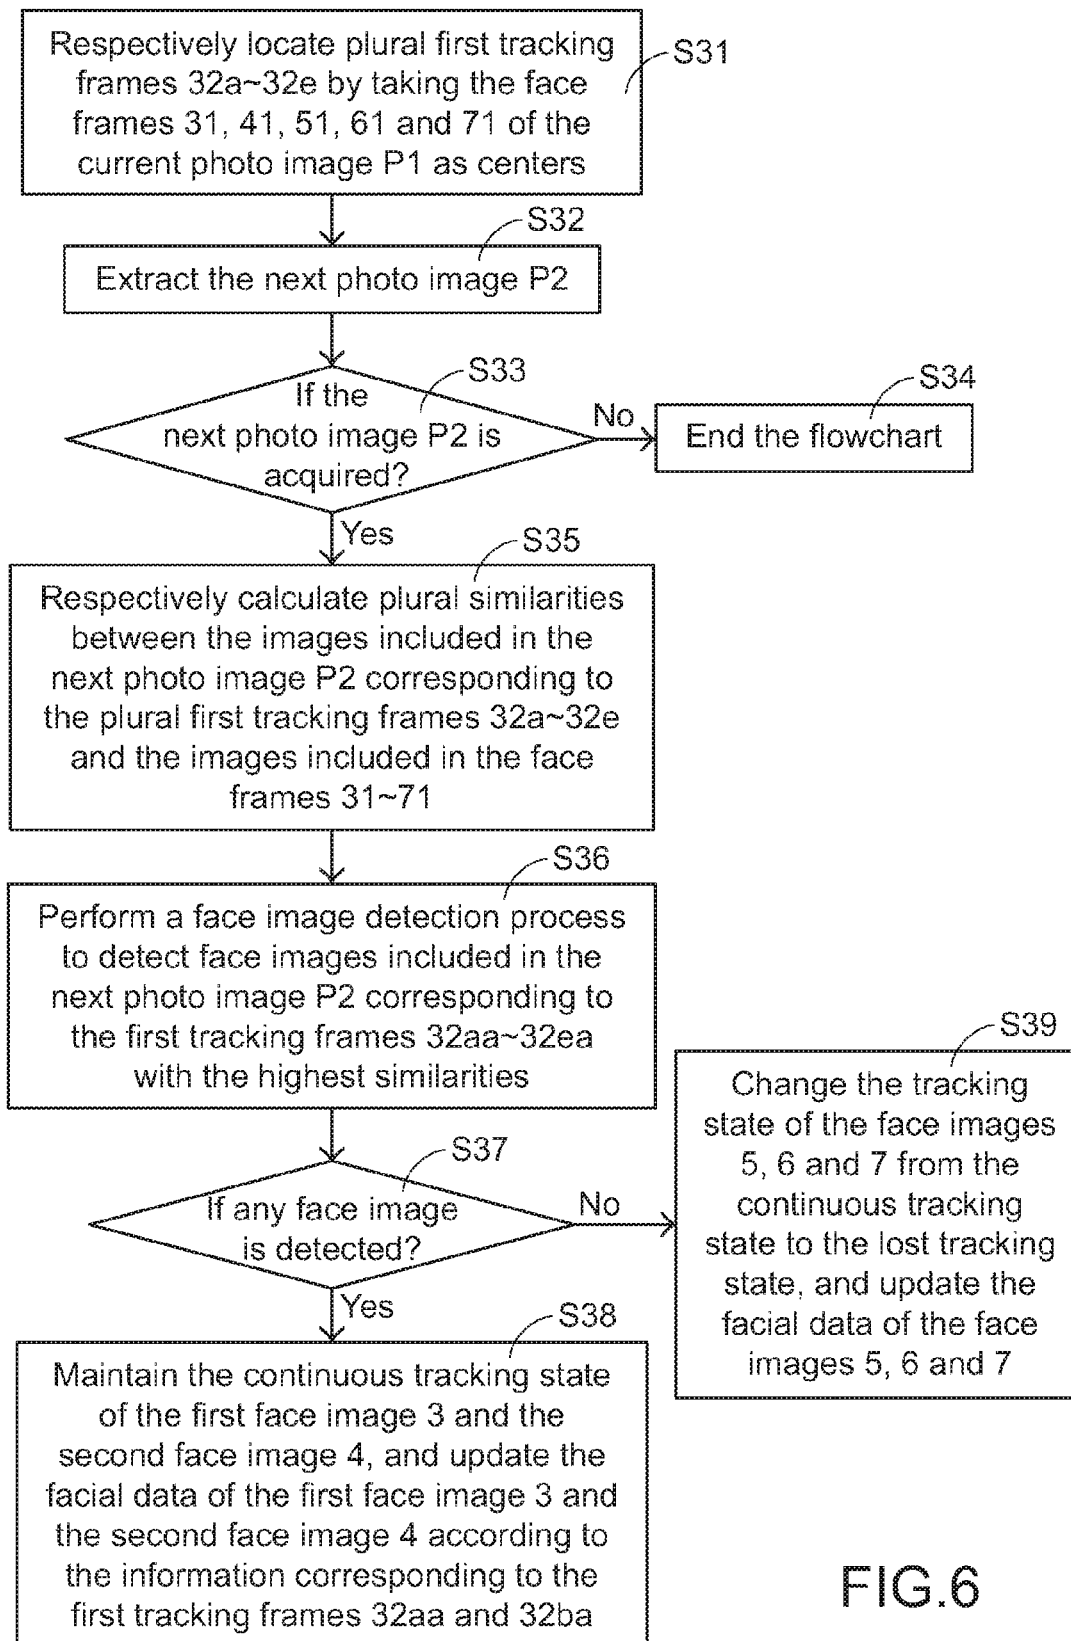 Respectively locate plural first tracking
frames 32a~32e by taking the face
frames 31, 41, 51, 61 and 71 of the
current photo image P1 as centers
S31
S32
Extract the next photo image P2
S33
If the
next photo image P2 is
acquired?
No
S34
End the flowchart
Yes
S35
Respectively calculate plural similarities
between the images included in the
next photo image P2 corresponding to
the plural first tracking frames 32a~32e
and the images included in the face
frames 31~71
S36
Perform a face image detection process
to detect face images included in the
next photo image P2 corresponding to
the first tracking frames 32aa~32ea
with the highest similarities
S37
If any face image
is detected?
No
S39
Change the tracking
state of the face images
5, 6 and 7 from the
continuous tracking
state to the lost tracking
state, and update the
facial data of the face
images 5, 6 and 7
Yes
S38
Maintain the continuous tracking state
of the first face image 3 and the
second face image 4, and update the
facial data of the first face image 3 and
the second face image 4 according to
the information corresponding to the
first tracking frames 32aa and 32ba
FIG.6